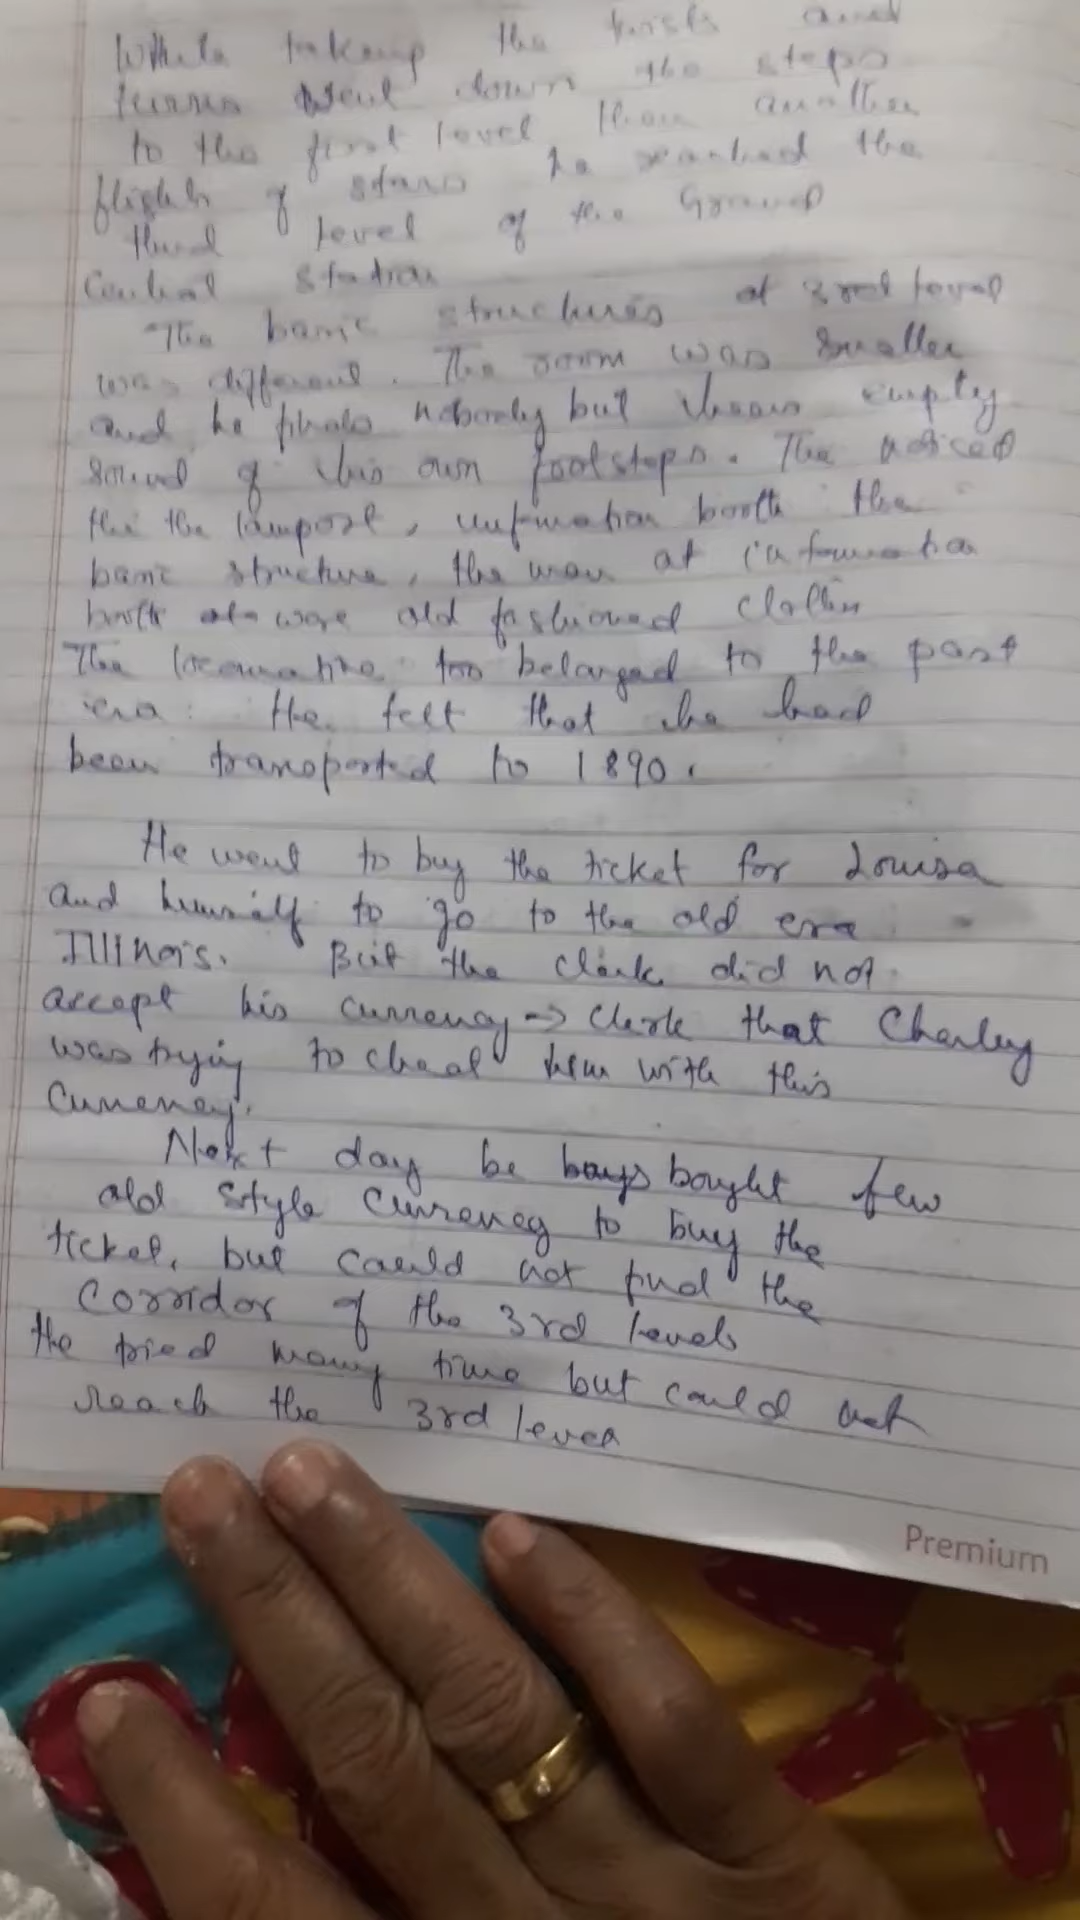 While taking the twists and
turns went down the steps
to the first level then another
flight of stairs he reached the
third level of the Grand
Central station
The basic structures at 3rd level
was different. The room was smaller
and he finds nobody but hears empty
sound of his own footsteps. The noticed
the the lampost, information booth the
basic structure, the man at information
booth wore old fashioned clothes
The locomotive too belonged to the past
era. He felt that he had
been transported to 1890.
He went to buy the ticket for Louisa
and himself to go to the old era
Illinois. But the clerk did not
accept his currency → clerk that Charley
was trying to cheat him with this
currency.
Next day he buys bought few
old style currency to buy the
ticket, but could not find the
Corridor of the 3rd levels
He tried many time but could not
reach the 3rd level
Premium